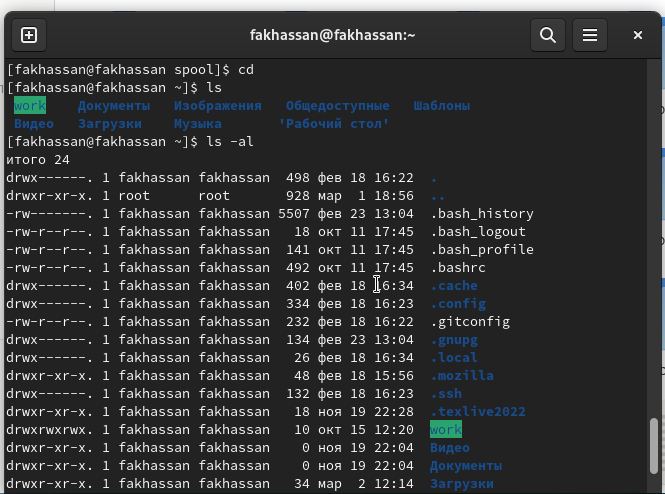 fakhassan@fakhassan:~
[fakhassan@fakhassan spool]$ cd
[fakhassan@fakhassan ~]$ ls
work Документы Изображения Общедоступные Шаблоны
Видео Загрузки Музыка 'Рабочий стол'
[fakhassan@fakhassan ~]$ ls -al
итого 24
drwx------. 1 fakhassan fakhassan 498 фев 18 16:22 .
drwxr-xr-x. 1 root root 928 мар 1 18:56 ..
-rw-------. 1 fakhassan fakhassan 5507 фев 23 13:04 .bash_history
-rw-r--r--. 1 fakhassan fakhassan 18 окт 11 17:45 .bash_logout
-rw-r--r--. 1 fakhassan fakhassan 141 окт 11 17:45 .bash_profile
-rw-r--r--. 1 fakhassan fakhassan 492 окт 11 17:45 .bashrc
drwx------. 1 fakhassan fakhassan 402 фев 18 16:34 .cache
drwx------. 1 fakhassan fakhassan 334 фев 18 16:23 .config
-rw-r--r--. 1 fakhassan fakhassan 232 фев 18 16:22 .gitconfig
drwx------. 1 fakhassan fakhassan 134 фев 23 13:04 .gnupg
drwx------. 1 fakhassan fakhassan 26 фев 18 16:34 .local
drwxr-xr-x. 1 fakhassan fakhassan 48 фев 18 15:56 .mozilla
drwx------. 1 fakhassan fakhassan 132 фев 18 16:23 .ssh
drwxr-xr-x. 1 fakhassan fakhassan 18 ноя 19 22:28 .texlive2022
drwxrwxrwx. 1 fakhassan fakhassan 10 окт 15 12:20 work
drwxr-xr-x. 1 fakhassan fakhassan 0 ноя 19 22:04 Видео
drwxr-xr-x. 1 fakhassan fakhassan 0 ноя 19 22:04 Документы
drwxr-xr-x. 1 fakhassan fakhassan 34 мар 2 12:14 Загрузки